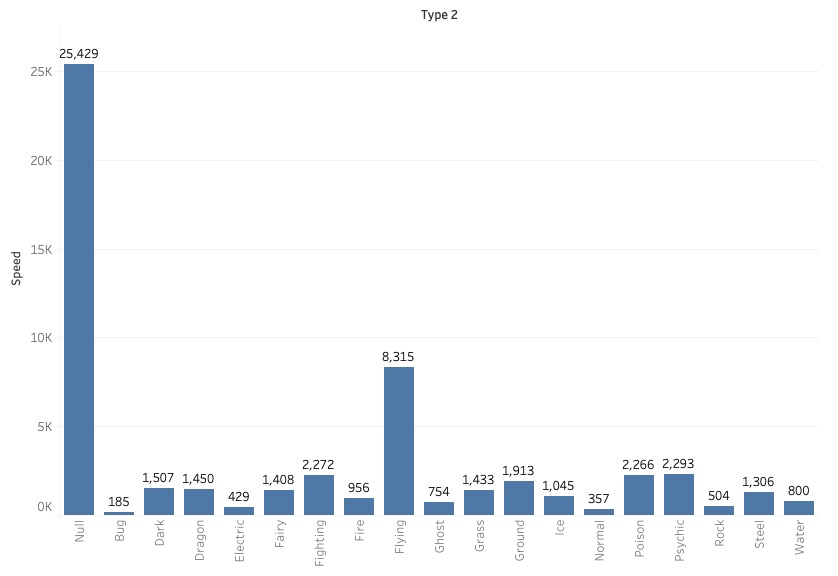 Type 2
Speed
25K
20K
15K
10K
5K
0K
25,429
185
1,507
1,450
429
1,408
2,272
956
8,315
754
1,433
1,913
1,045
357
2,266
2,293
504
1,306
800
Null
Bug
Dark
Dragon
Electric
Fairy
Fighting
Fire
Flying
Ghost
Grass
Ground
Ice
Normal
Poison
Psychic
Rock
Steel
Water